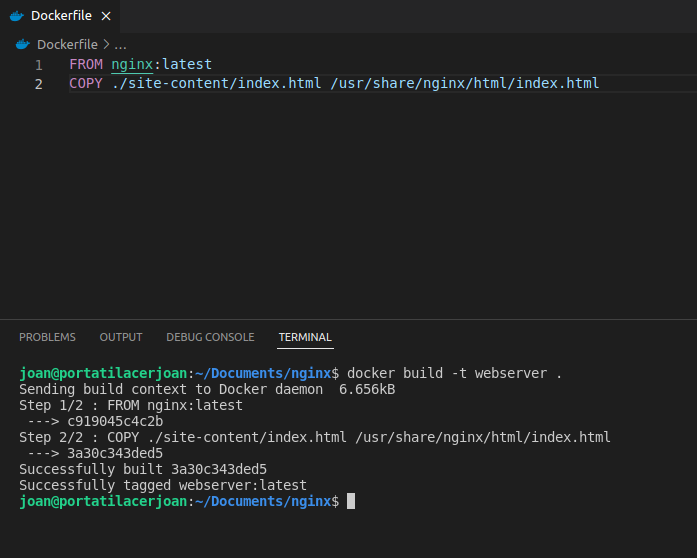 Dockerfile ×
Dockerfile > ...
1 FROM nginx:latest
2 COPY ./site-content/index.html /usr/share/nginx/html/index.html
PROBLEMS OUTPUT DEBUG CONSOLE TERMINAL
joan@portatilacerjoan:~/Documents/nginx$ docker build -t webserver .
Sending build context to Docker daemon  6.656kB
Step 1/2 : FROM nginx:latest
 ---> c919045c4c2b
Step 2/2 : COPY ./site-content/index.html /usr/share/nginx/html/index.html
 ---> 3a30c343ded5
Successfully built 3a30c343ded5
Successfully tagged webserver:latest
joan@portatilacerjoan:~/Documents/nginx$